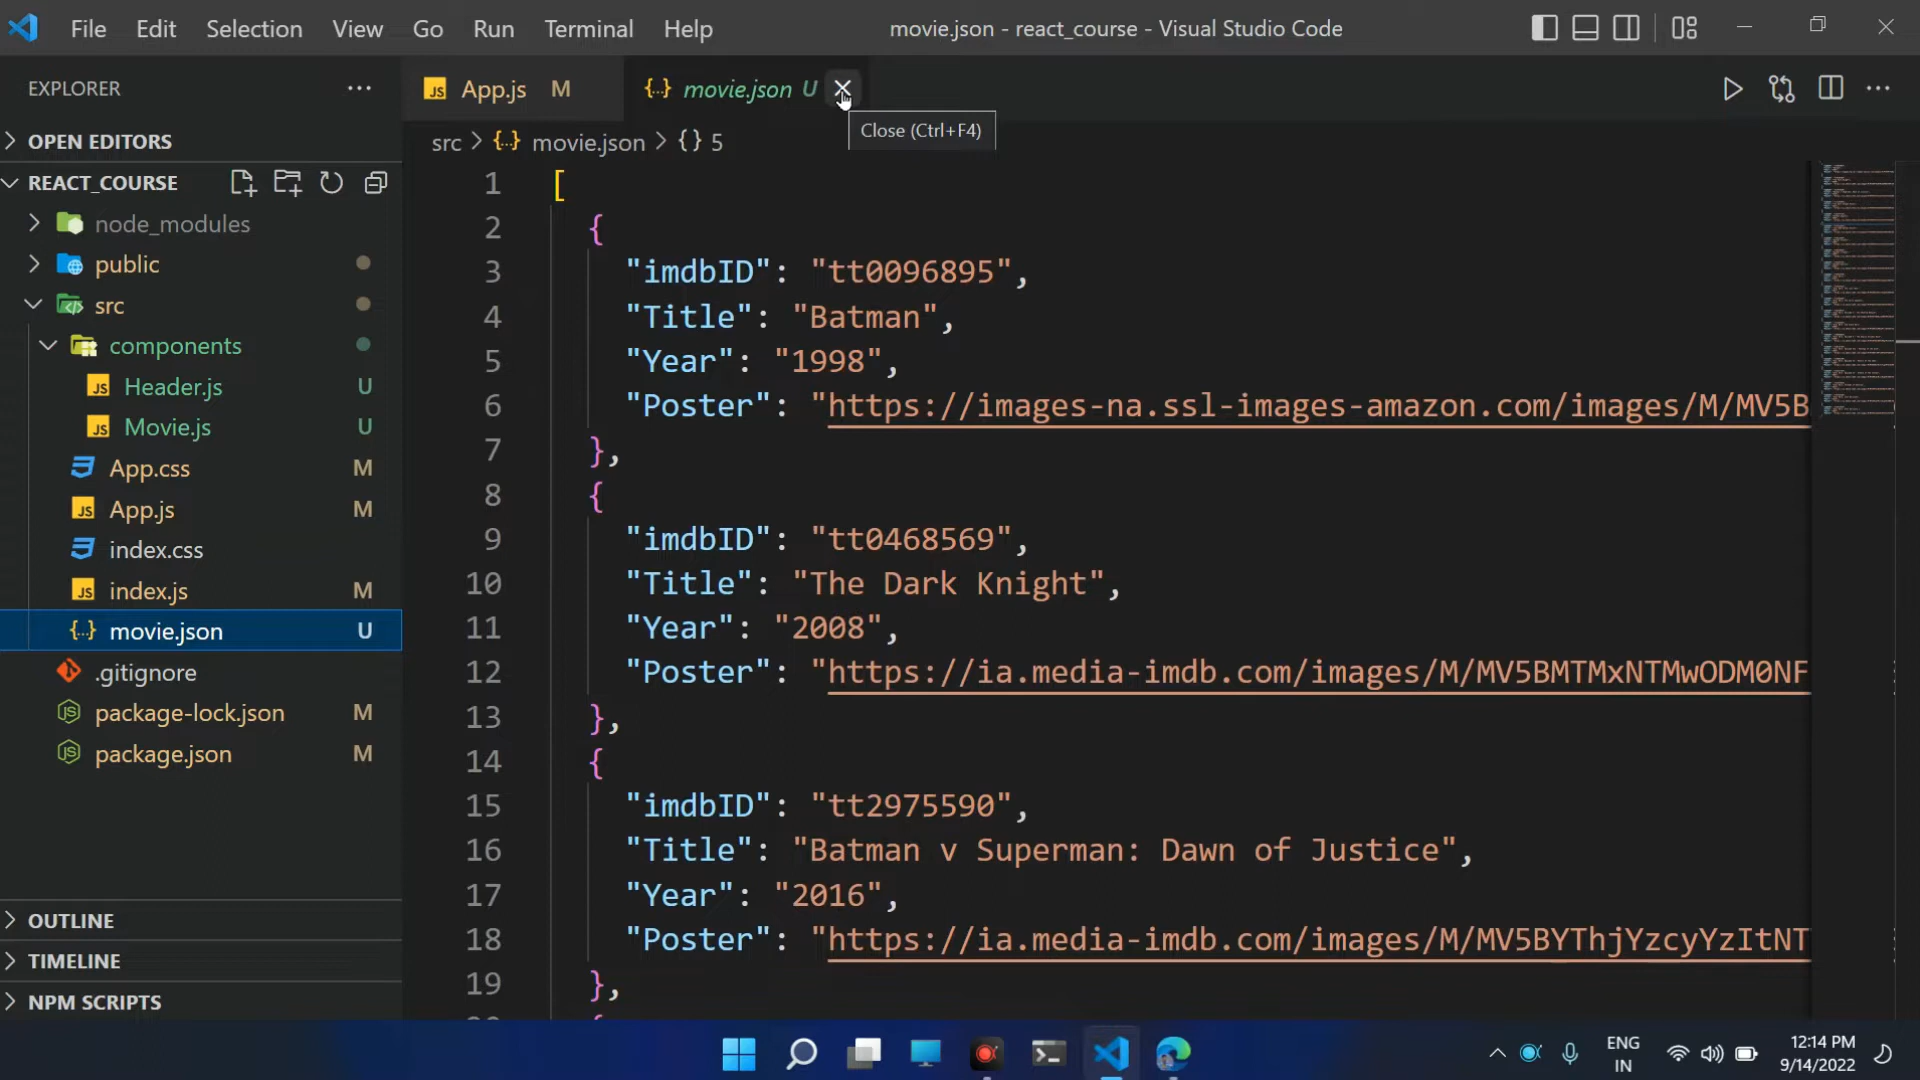 File Edit Selection View Go Run Terminal Help movie.json - react_course - Visual Studio Code
EXPLORER
JS App.js M {..} movie.json U
Close (Ctrl+F4)
OPEN EDITORS
src > {..} movie.json > {} 5
REACT_COURSE
node_modules
public
src
components
JS Header.js U
JS Movie.js U
App.css M
JS App.js M
index.css
JS index.js M
{..} movie.json U
.gitignore
package-lock.json M
package.json M
OUTLINE
TIMELINE
NPM SCRIPTS
1 [
2 {
3 "imdbID": "tt0096895",
4 "Title": "Batman",
5 "Year": "1998",
6 "Poster": "https://images-na.ssl-images-amazon.com/images/M/MV5B
7 },
8 {
9 "imdbID": "tt0468569",
10 "Title": "The Dark Knight",
11 "Year": "2008",
12 "Poster": "https://ia.media-imdb.com/images/M/MV5BMTMxNTMwODM0NF
13 },
14 {
15 "imdbID": "tt2975590",
16 "Title": "Batman v Superman: Dawn of Justice",
17 "Year": "2016",
18 "Poster": "https://ia.media-imdb.com/images/M/MV5BYThjYzcyYzItNT
19 },
ENG
IN
12:14 PM
9/14/2022